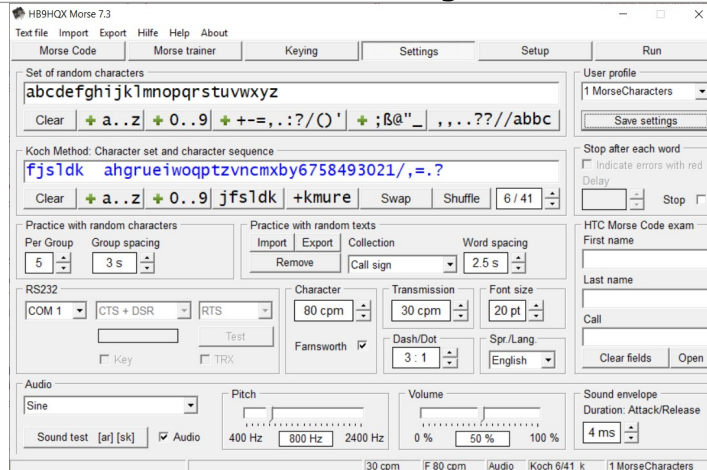 HB9HQX Morse 7.3
Text file Import Export Hilfe Help About
Morse Code Morse trainer Keying Settings Setup Run
Set of random characters
abcdefghijklmnopqrstuvwxyz
Clear + a..z + 0..9 + +-=,.:?/()' + ;ß@"_ ,,..??//abbc
User profile
1 MorseCharacters
Save settings
Koch Method: Character set and character sequence
fjsldk ahgrueiwoqptzvncmxby6758493021/,=.?
Clear + a..z + 0..9 jfsldk +kmure Swap Shuffle 6 / 41
Stop after each word
Indicate errors with red
Delay
Stop
Practice with random characters
Per Group Group spacing
5 3 s
Practice with random texts
Import Export Collection Word spacing
Remove Call sign 2.5 s
HTC Morse Code exam
First name
Last name
Call
Clear fields Open
RS232
COM 1 CTS + DSR RTS
Test
Key TRX
Character Transmission Font size
80 cpm 30 cpm 20 pt
Farnsworth
Dash/Dot Spr./Lang.
3 : 1 English
Audio
Sine
Sound test [ar] [sk] Audio
Pitch
400 Hz 800 Hz 2400 Hz
Volume
0 % 50 % 100 %
Sound envelope
Duration: Attack/Release
4 ms
30 cpm F 80 cpm Audio Koch 6/41 k 1 MorseCharacters